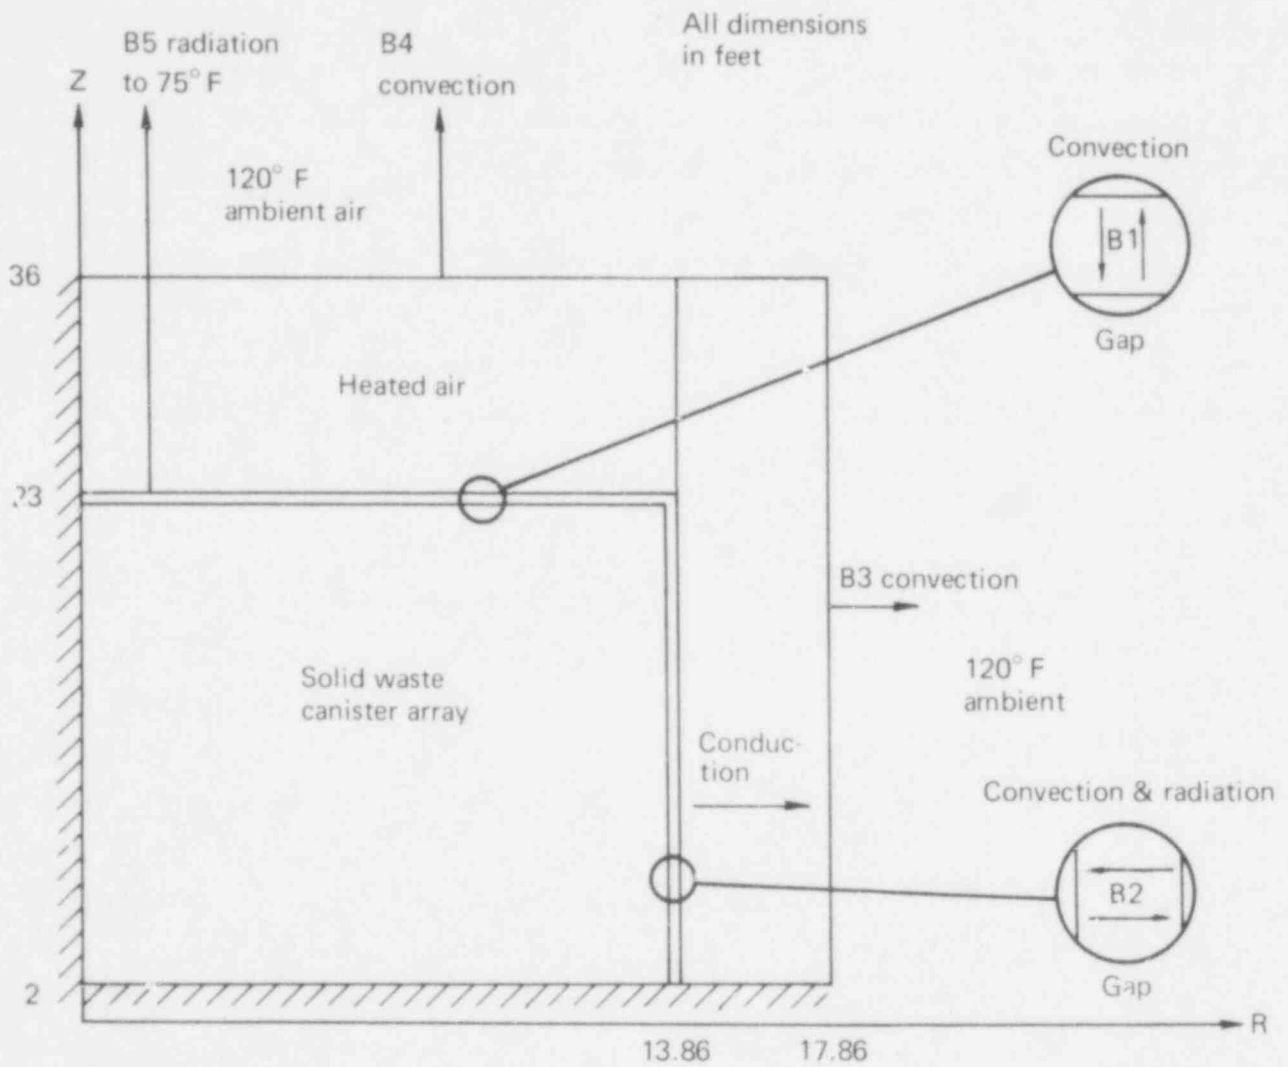 All dimensions
in feet
B5 radiation
to 75° F
B4
convection
Z
120° F
ambient air
Convection
B1
Gap
36
Heated air
23
B3 convection
Solid waste
canister array
120° F
ambient
Conduc-
tion
Convection & radiation
B2
Gap
2
R
13.86
17.86